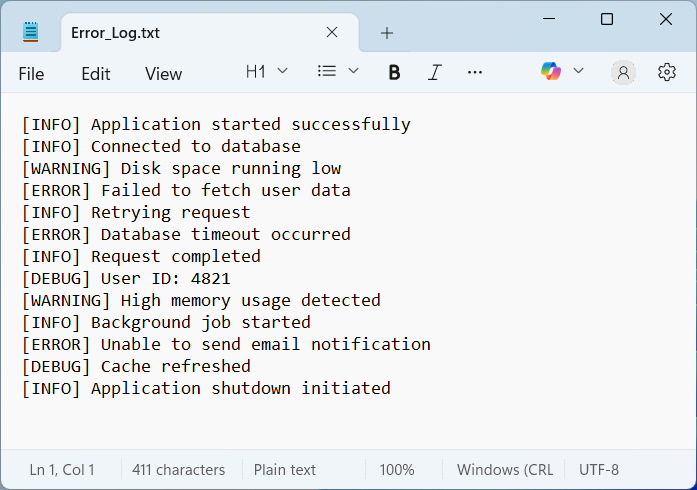 Error_Log.txt
File Edit View H1 B I ...
[INFO] Application started successfully
[INFO] Connected to database
[WARNING] Disk space running low
[ERROR] Failed to fetch user data
[INFO] Retrying request
[ERROR] Database timeout occurred
[INFO] Request completed
[DEBUG] User ID: 4821
[WARNING] High memory usage detected
[INFO] Background job started
[ERROR] Unable to send email notification
[DEBUG] Cache refreshed
[INFO] Application shutdown initiated
Ln 1, Col 1 411 characters Plain text 100% Windows (CRL UTF-8